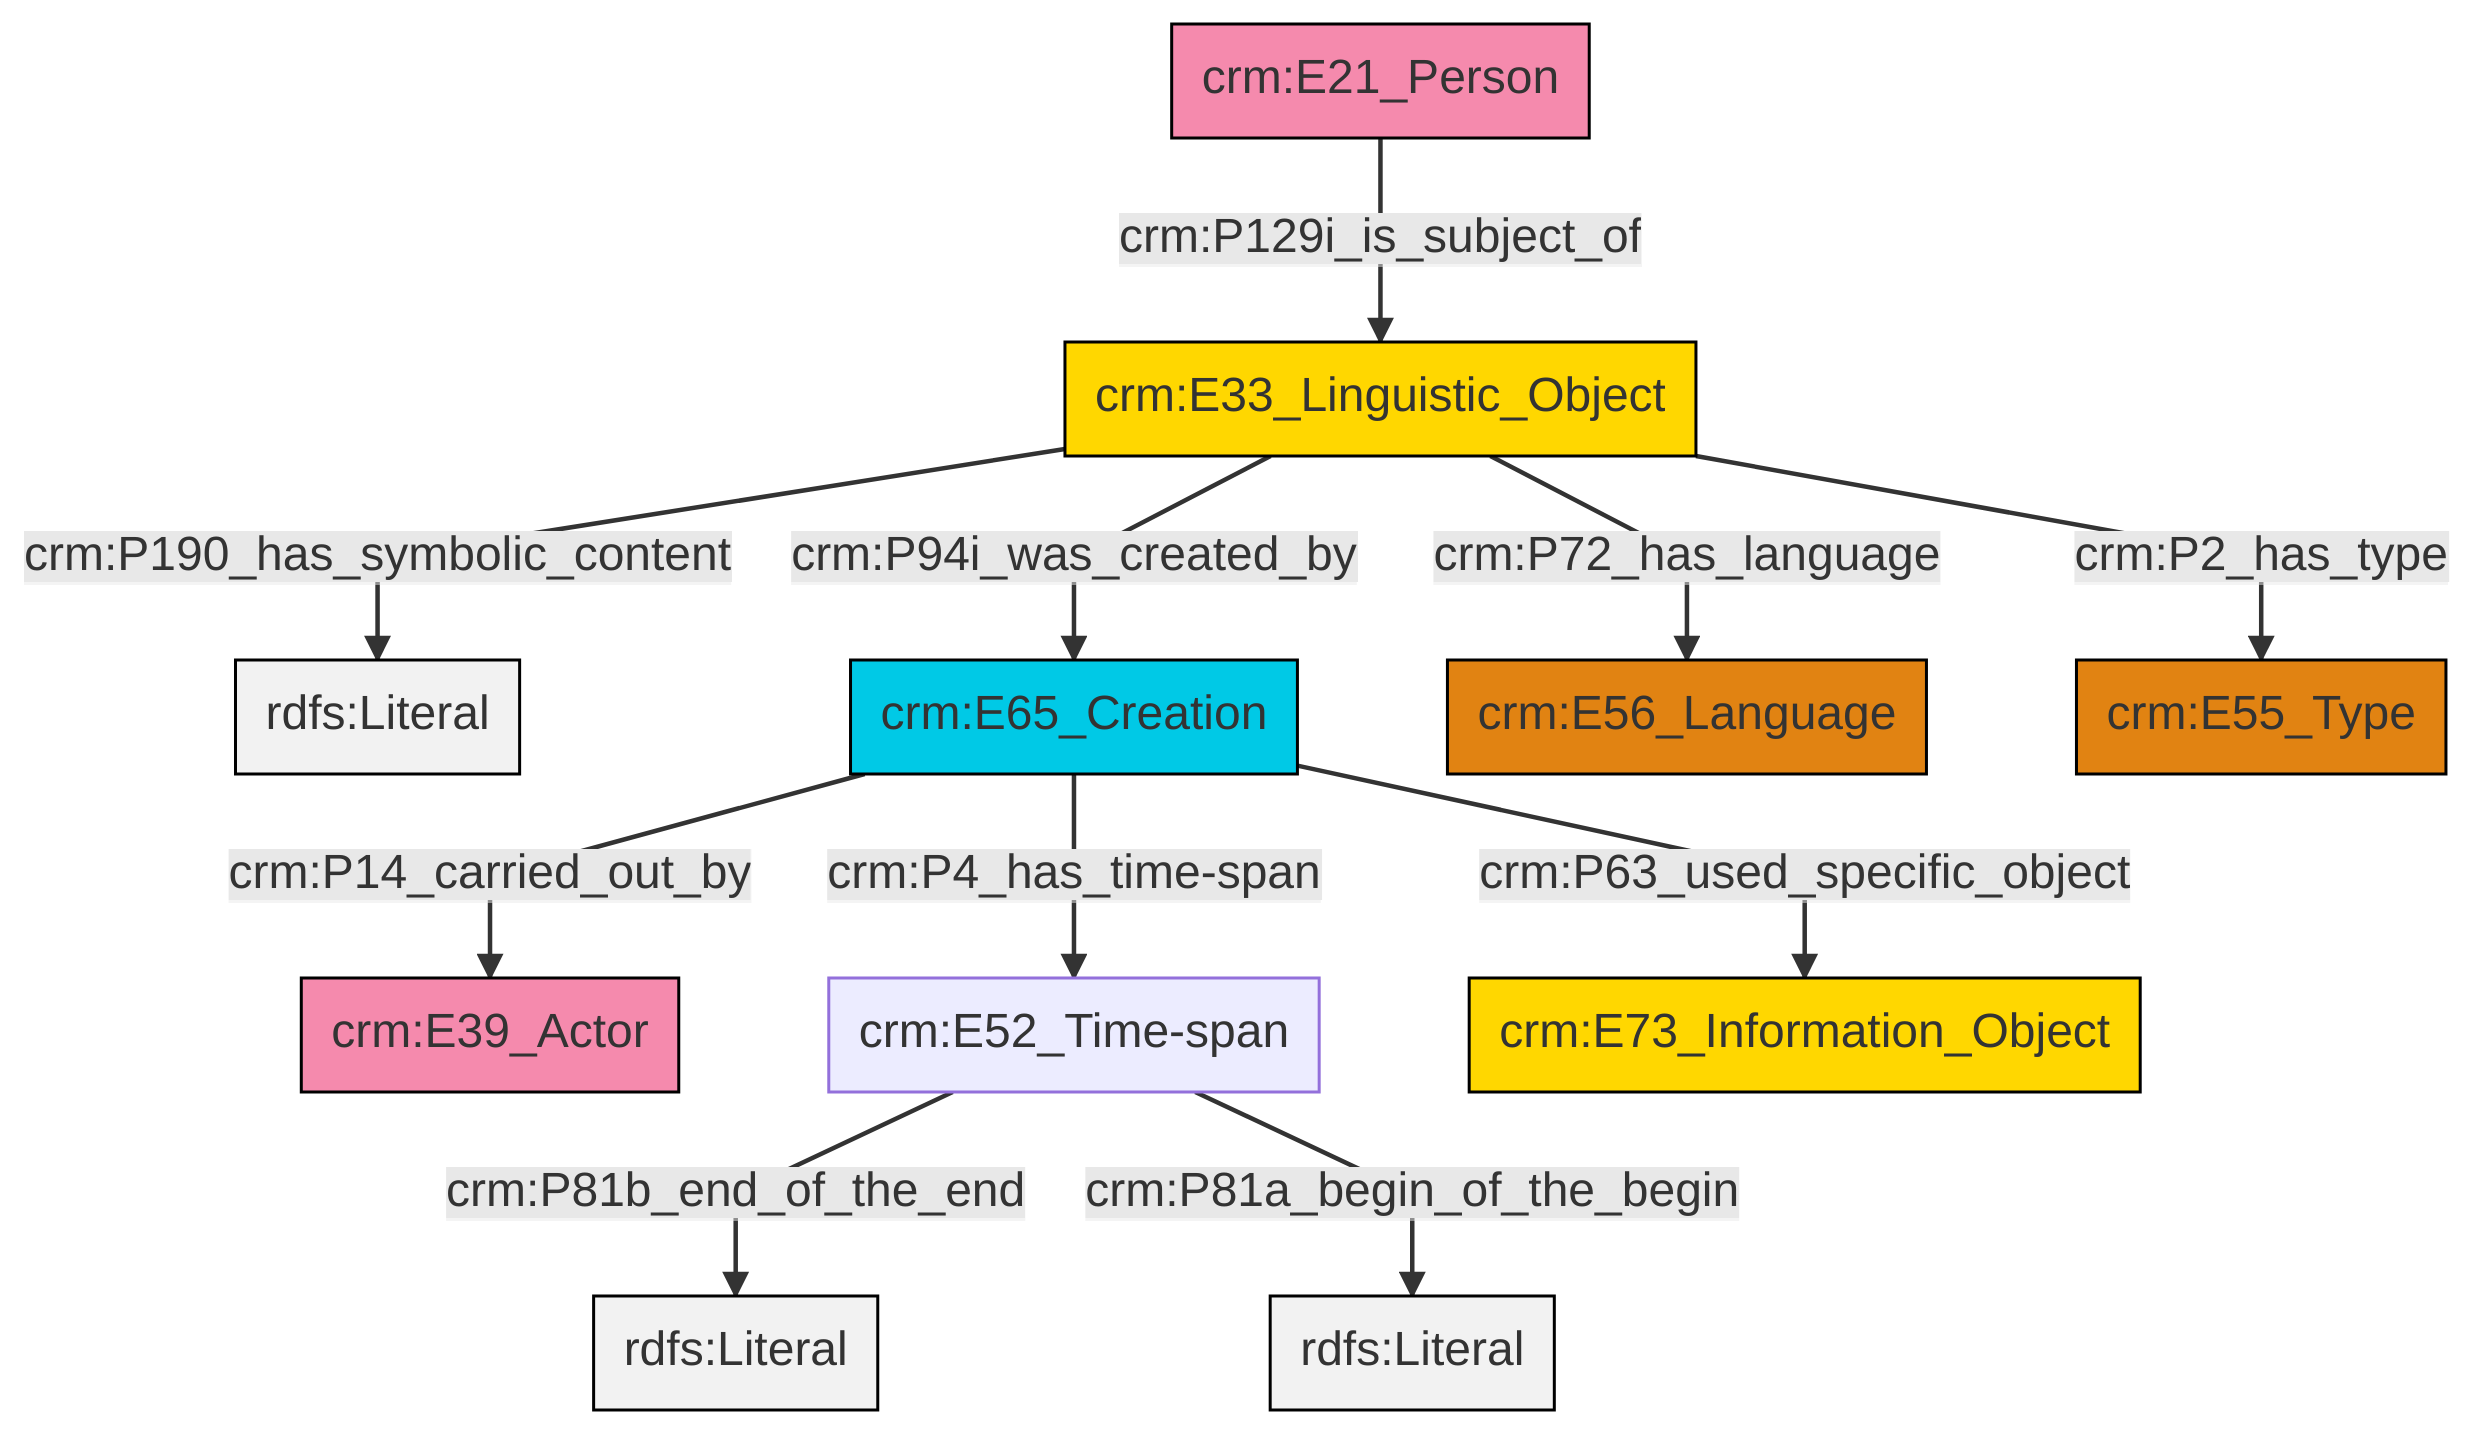 crm:E21_Person
crm:P129i_is_subject_of
crm:E33_Linguistic_Object
crm:P190_has_symbolic_content
crm:P94i_was_created_by
crm:P72_has_language
crm:P2_has_type
rdfs:Literal
crm:E65_Creation
crm:E56_Language
crm:E55_Type
crm:P14_carried_out_by
crm:P4_has_time-span
crm:P63_used_specific_object
crm:E39_Actor
crm:E52_Time-span
crm:E73_Information_Object
crm:P81b_end_of_the_end
crm:P81a_begin_of_the_begin
rdfs:Literal
rdfs:Literal